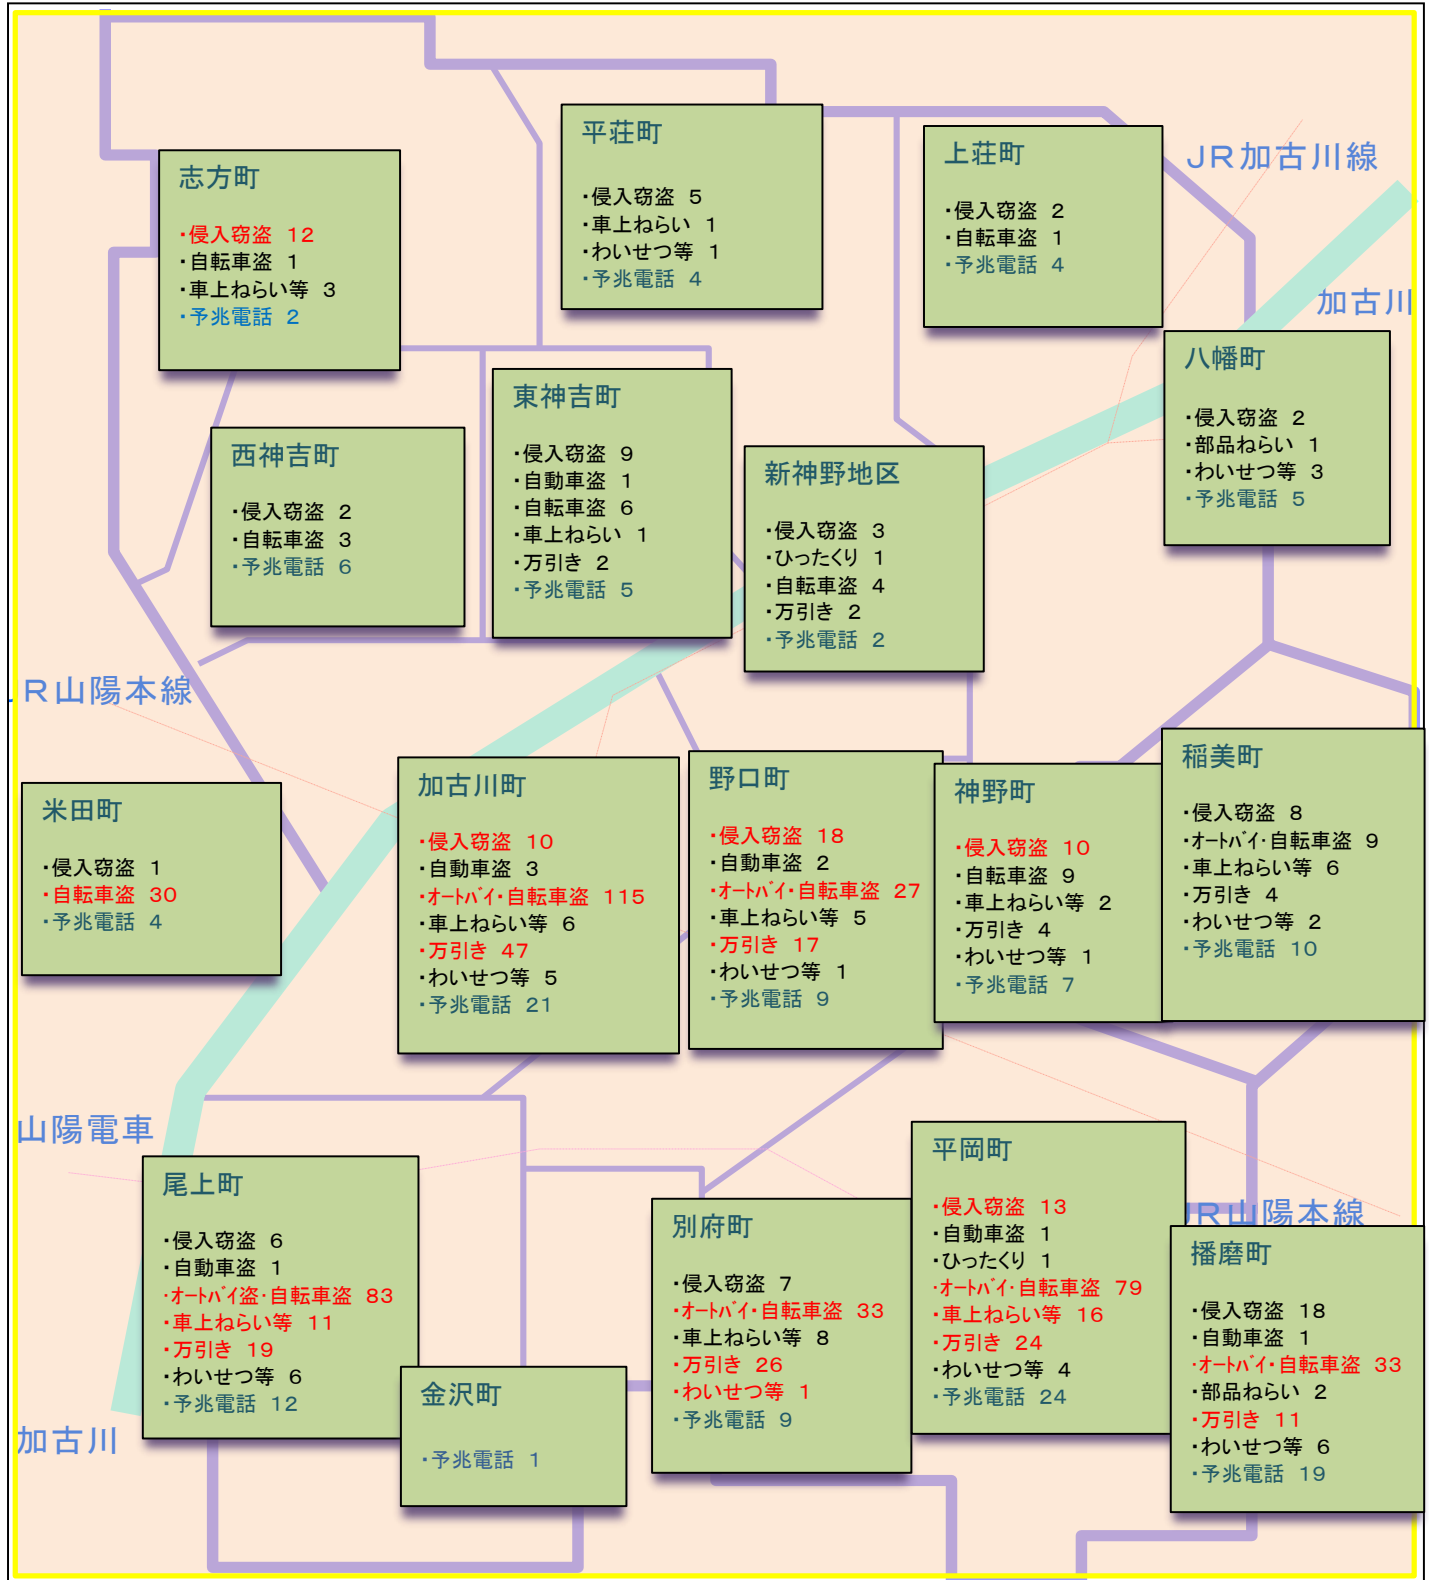 平荘町
・侵入窃盗 5
・車上ねらい 1
・わいせつ等 1
・予兆電話 4
上荘町
・侵入窃盗 2
・自転車盗 1
・予兆電話 4
JR加古川線
志方町
・侵入窃盗 12
・自転車盗 1
・車上ねらい等 3
・予兆電話 2
加古川
八幡町
・侵入窃盗 2
・部品ねらい 1
・わいせつ等 3
・予兆電話 5
東神吉町
・侵入窃盗 9
・自動車盗 1
・自転車盗 6
・車上ねらい 1
・万引き 2
・予兆電話 5
西神吉町
・侵入窃盗 2
・自転車盗 3
・予兆電話 6
新神野地区
・侵入窃盗 3
・ひったくり 1
・自転車盗 4
・万引き 2
・予兆電話 2
JR山陽本線
米田町
・侵入窃盗 1
・自転車盗 30
・予兆電話 4
加古川町
・侵入窃盗 10
・自動車盗 3
・オートバイ・自転車盗 115
・車上ねらい等 6
・万引き 47
・わいせつ等 5
・予兆電話 21
野口町
・侵入窃盗 18
・自動車盗 2
・オートバイ・自転車盗 27
・車上ねらい等 5
・万引き 17
・わいせつ等 1
・予兆電話 9
神野町
・侵入窃盗 10
・自転車盗 9
・車上ねらい等 2
・万引き 4
・わいせつ等 1
・予兆電話 7
稲美町
・侵入窃盗 8
・オートバイ・自転車盗 9
・車上ねらい等 6
・万引き 4
・わいせつ等 2
・予兆電話 10
山陽電車
尾上町
・侵入窃盗 6
・自動車盗 1
・オートバイ盗・自転車盗 83
・車上ねらい等 11
・万引き 19
・わいせつ等 6
・予兆電話 12
加古川
金沢町
・予兆電話 1
別府町
・侵入窃盗 7
・オートバイ・自転車盗 33
・車上ねらい等 8
・万引き 26
・わいせつ等 1
・予兆電話 9
平岡町
・侵入窃盗 13
・自動車盗 1
・ひったくり 1
・オートバイ・自転車盗 79
・車上ねらい等 16
・万引き 24
・わいせつ等 4
・予兆電話 24
JR山陽本線
播磨町
・侵入窃盗 18
・自動車盗 1
・オートバイ・自転車盗 33
・部品ねらい 2
・万引き 11
・わいせつ等 6
・予兆電話 19